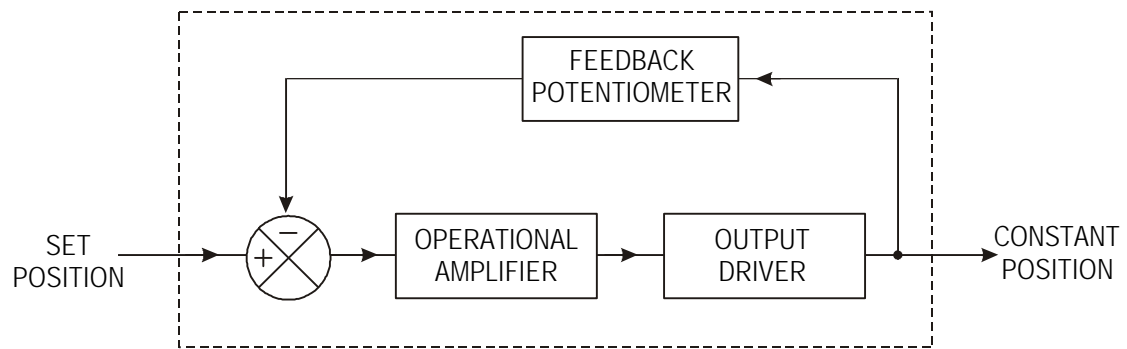 FEEDBACK
POTENTIOMETER
SET
POSITION
+
−
OPERATIONAL
AMPLIFIER
OUTPUT
DRIVER
CONSTANT
POSITION